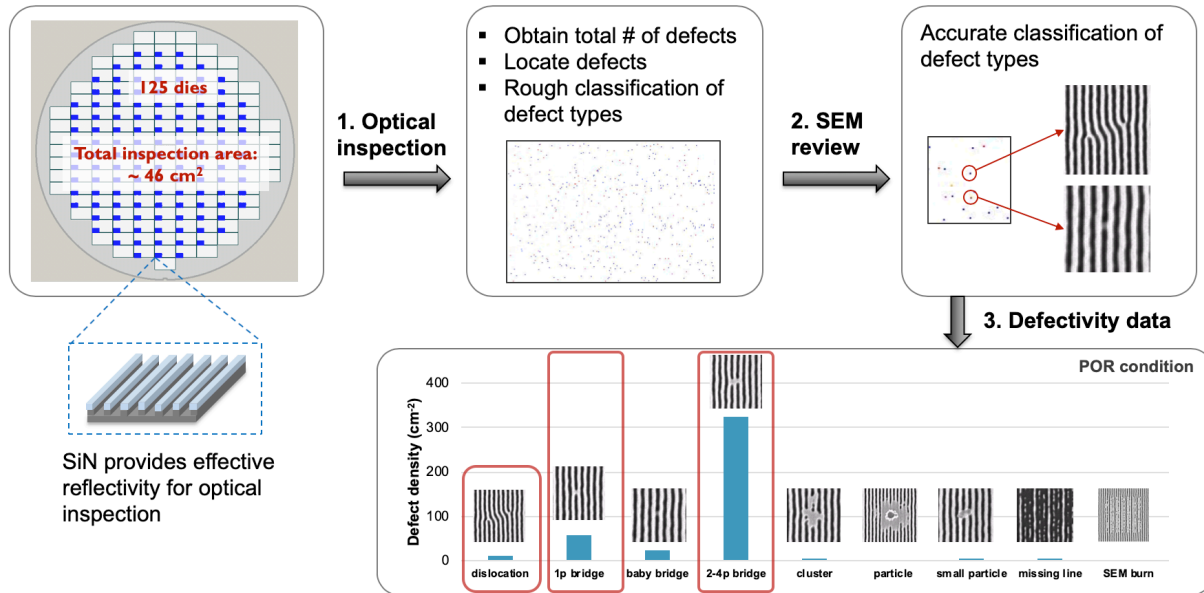 125 dies
Total inspection area:
~ 46 cm²
1. Optical
inspection
▪ Obtain total # of defects
▪ Locate defects
▪ Rough classification of
defect types
2. SEM
review
Accurate classification of
defect types
3. Defectivity data
SiN provides effective
reflectivity for optical
inspection
POR condition
Defect density (cm⁻²)
400
300
200
100
0
dislocation
1p bridge
baby bridge
2-4p bridge
cluster
particle
small particle
missing line
SEM burn